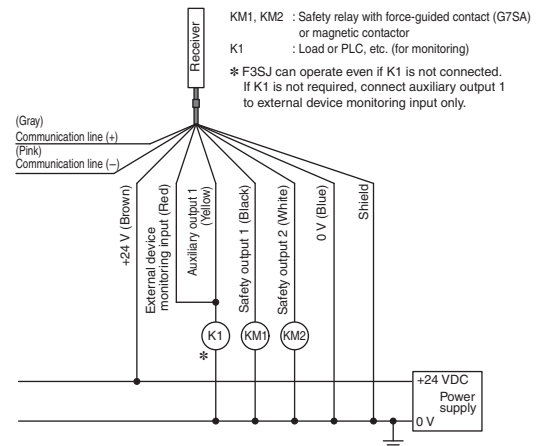 KM1, KM2 : Safety relay with force-guided contact (G7SA)
or magnetic contactor
K1 : Load or PLC, etc. (for monitoring)
* F3SJ can operate even if K1 is not connected.
If K1 is not required, connect auxiliary output 1
to external device monitoring input only.
Receiver
(Gray)
Communication line (+)
(Pink)
Communication line (−)
+24 V (Brown)
External device
monitoring input (Red)
Auxiliary output 1
(Yellow)
Safety output 1 (Black)
Safety output 2 (White)
0 V (Blue)
Shield
K1
*
KM1
KM2
+24 VDC
Power
supply
0 V